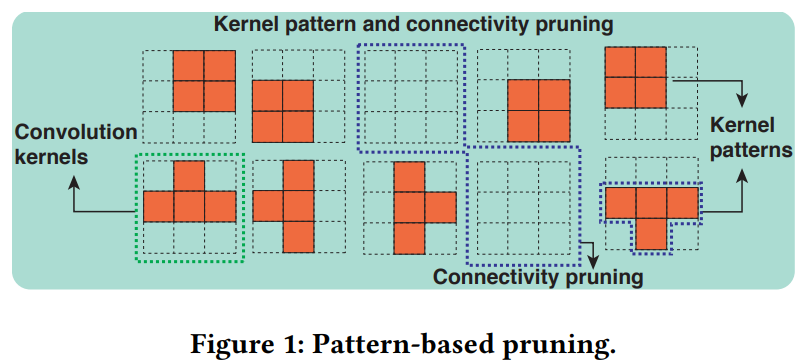 Kernel pattern and connectivity pruning
Convolution
kernels
Kernel
patterns
Connectivity pruning
Figure 1: Pattern-based pruning.